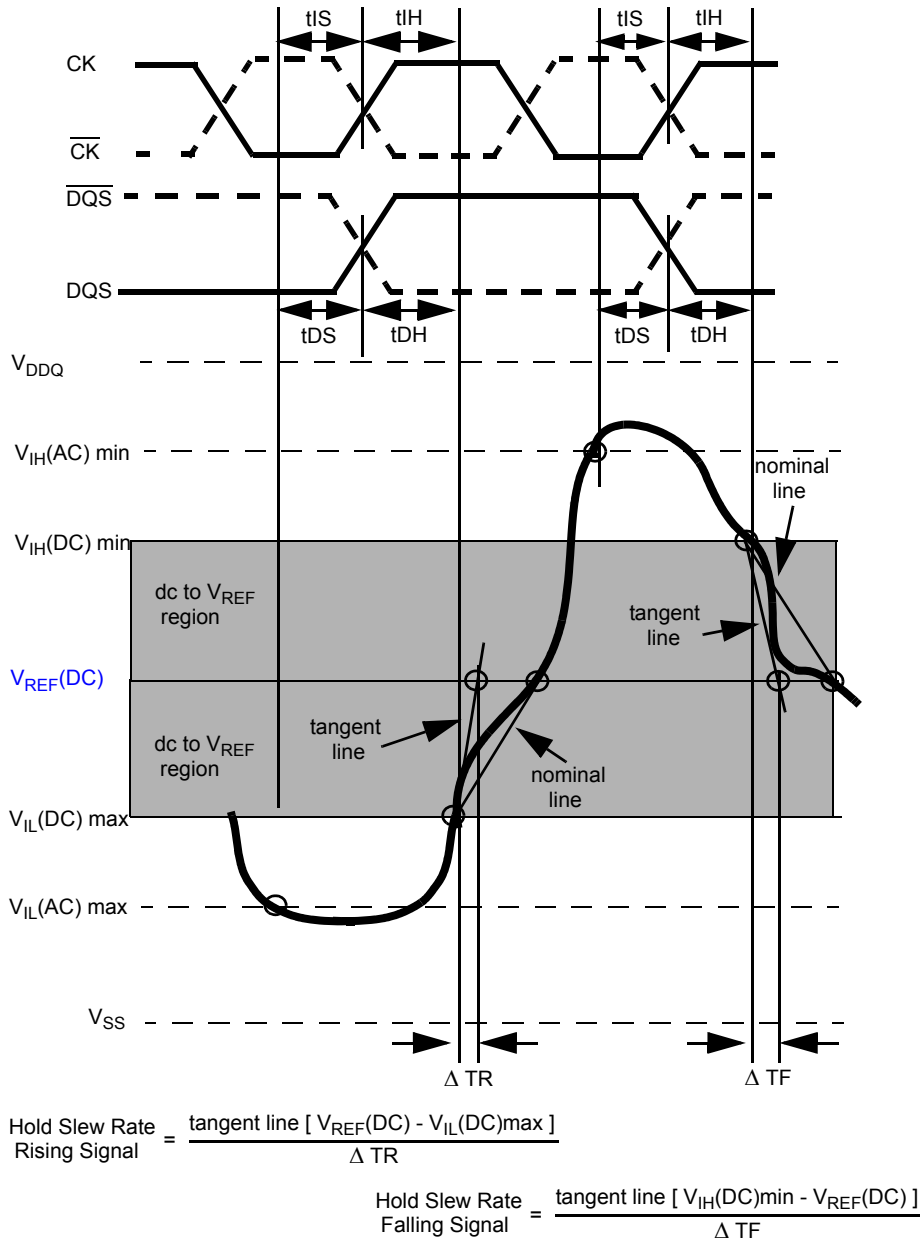 tIS tIH tIS tIH
CK
C̅K̅
D̅Q̅S̅
DQS
tDS tDH tDS tDH
VDDQ
VIH(AC) min
nominal
line
VIH(DC) min
dc to VREF
region
tangent
line
VREF(DC)
tangent
line
dc to VREF
region
nominal
line
VIL(DC) max
VIL(AC) max
VSS
Δ TR Δ TF
Hold Slew Rate
Rising Signal = tangent line [ VREF(DC) - VIL(DC)max ]
Δ TR
Hold Slew Rate
Falling Signal = tangent line [ VIH(DC)min - VREF(DC) ]
Δ TF